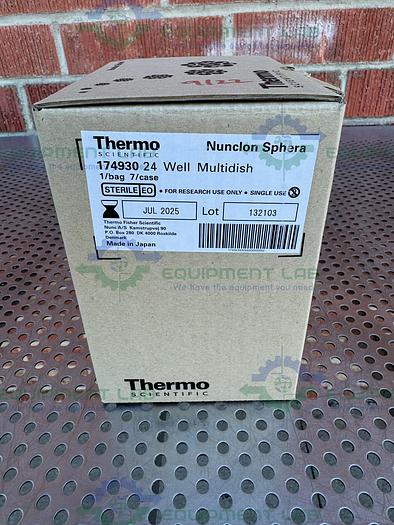 9/22
Thermo
SCIENTIFIC
Nunclon Sphera
174930 24 Well Multidish
1/bag 7/case
STERILE EO • FOR RESEARCH USE ONLY • SINGLE USE
JUL 2025
Lot 132103
Thermo Fisher Scientific
Nunc A/S Kamstrupvej 90
P.O. Box 280 DK 4000 Roskilde
Denmark
Made in Japan
EQUIPMENT LAB
We have the equipment you need
Thermo
SCIENTIFIC